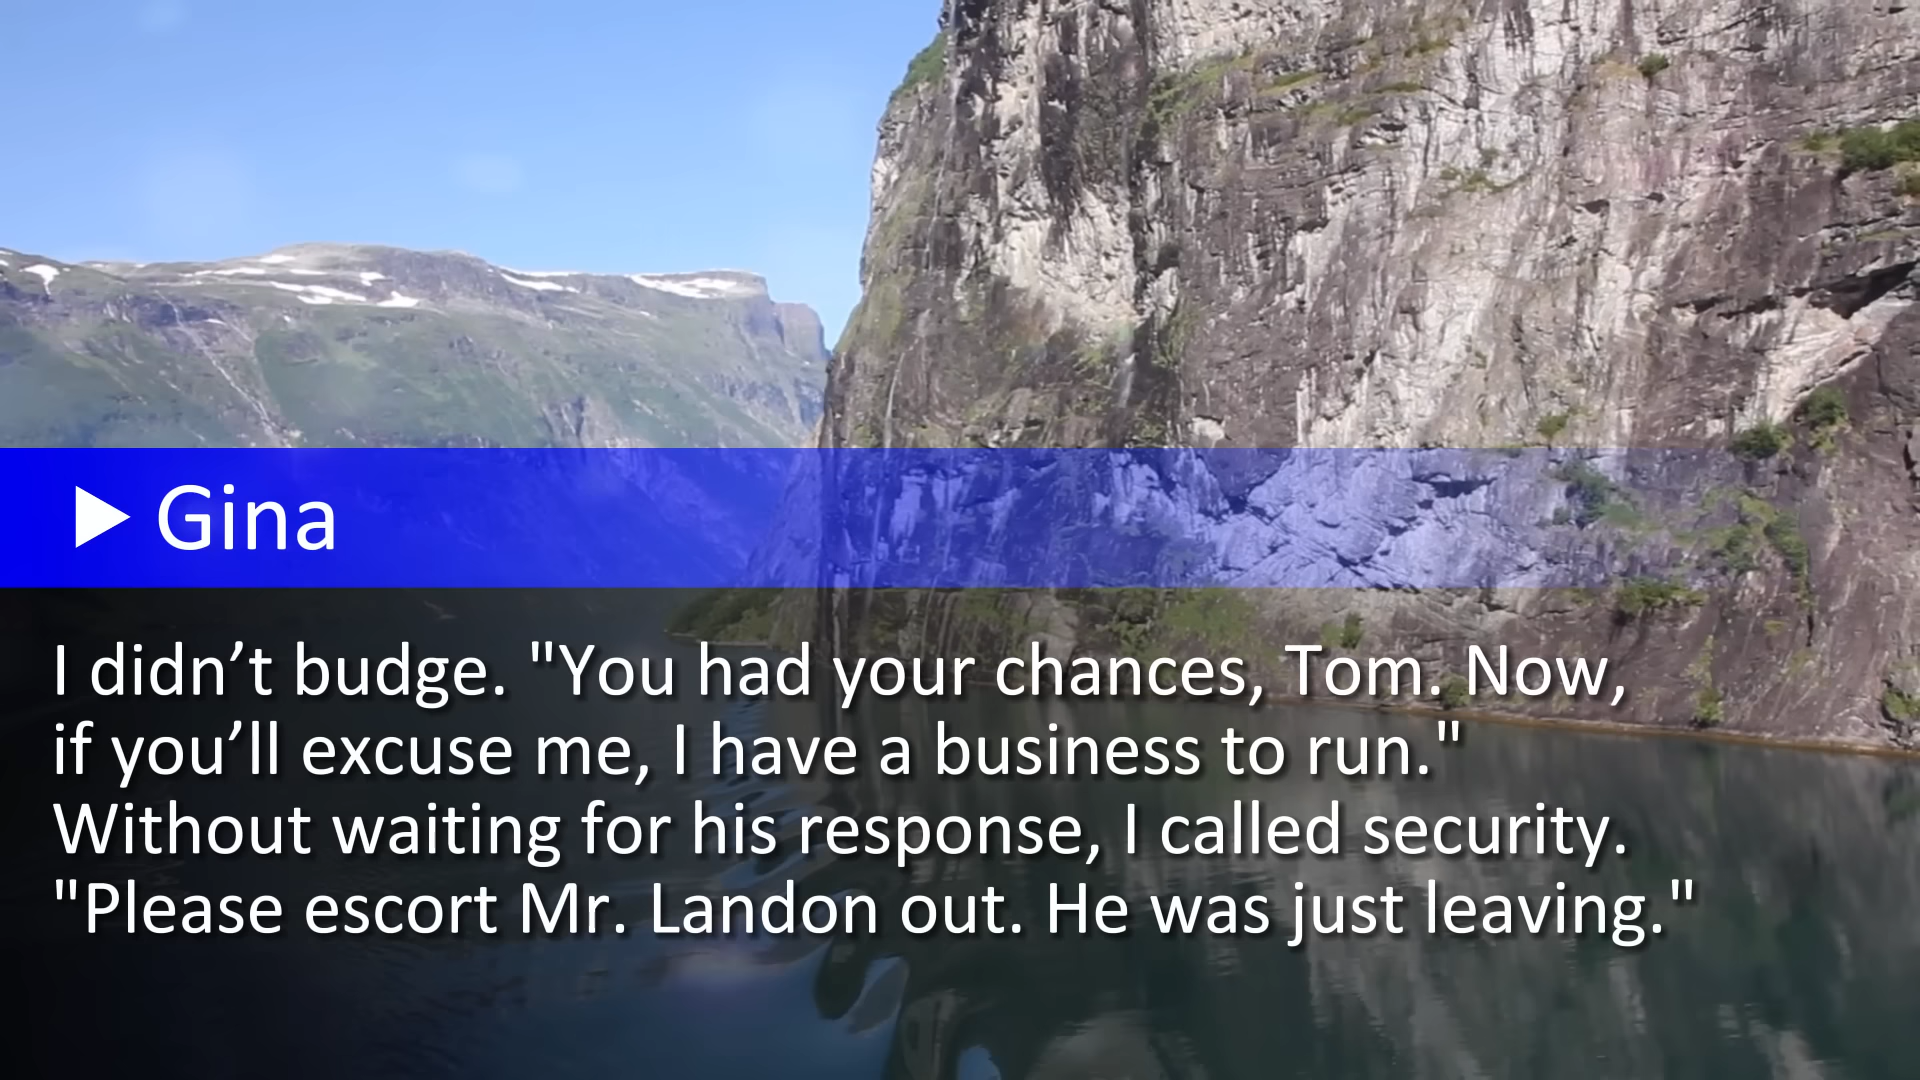 Gina
I didn’t budge. "You had your chances, Tom. Now,
if you’ll excuse me, I have a business to run."
Without waiting for his response, I called security.
"Please escort Mr. Landon out. He was just leaving."